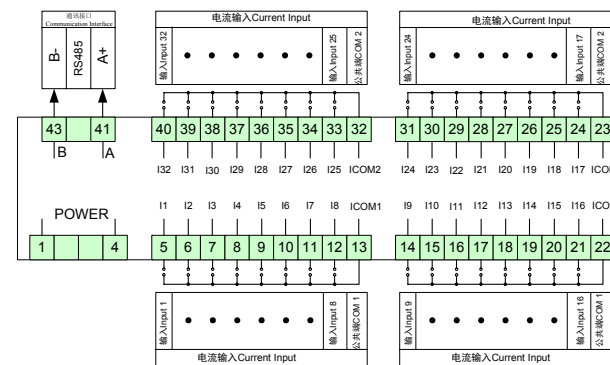 通讯接口
Communication Interface
B-
RS485
A+
电流输入Current Input
输入Input 32
输入Input 25
公共端COM 2
电流输入Current Input
输入Input 24
输入Input 17
公共端COM 2
43 41
40 39 38 37 36 35 34 33 32
31 30 29 28 27 26 25 24 23
B A
I32 I31 I30 I29 I28 I27 I26 I25 ICOM2
I24 I23 I22 I21 I20 I19 I18 I17
POWER
I1 I2 I3 I4 I5 I6 I7 I8 ICOM1
I9 I10 I11 I12 I13 I14 I15 I16
1 4
5 6 7 8 9 10 11 12 13
14 15 16 17 18 19 20 21 22
输入Input 1
输入Input 8
公共端COM 1
电流输入Current Input
输入Input 9
输入Input 16
公共端COM 1
电流输入Current Input